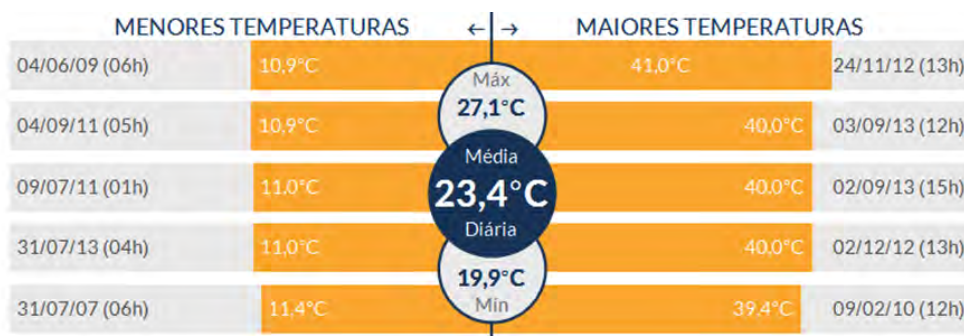 MENORES TEMPERATURAS ← → MAIORES TEMPERATURAS
04/06/09 (06h) 10,9°C 41,0°C 24/11/12 (13h)
Máx
27,1°C
04/09/11 (05h) 10,9°C 40,0°C 03/09/13 (12h)
Média
09/07/11 (01h) 11,0°C 23,4°C 40,0°C 02/09/13 (15h)
Diária
31/07/13 (04h) 11,0°C 40,0°C 02/12/12 (13h)
19,9°C
Mín
31/07/07 (06h) 11,4°C 39,4°C 09/02/10 (12h)